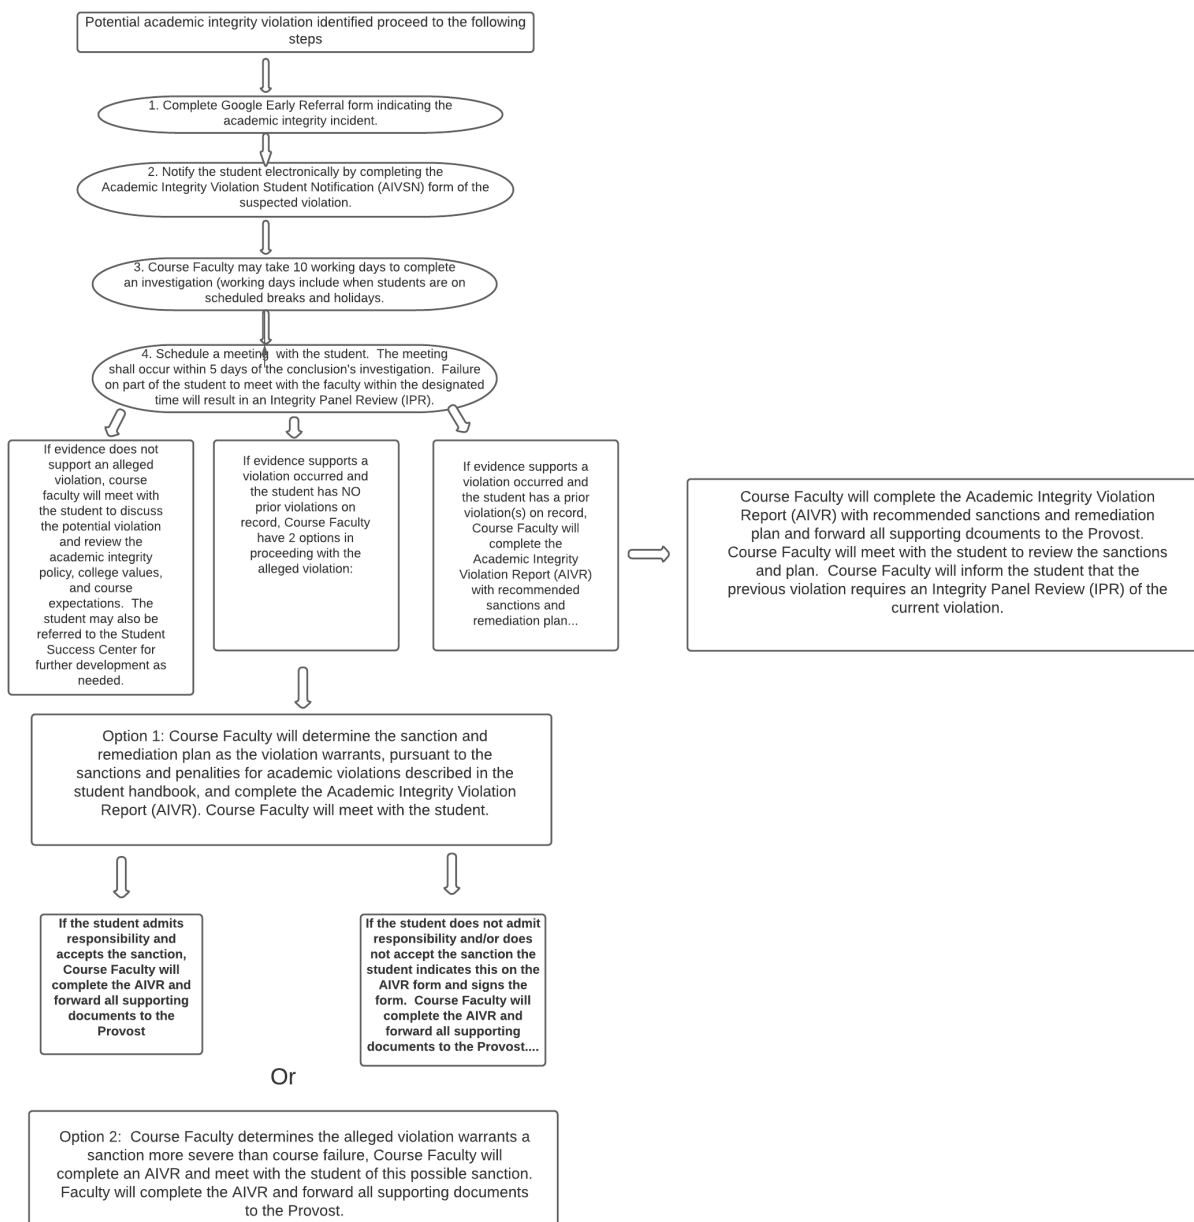 Potential academic integrity violation identified proceed to the following
steps
1. Complete Google Early Referral form indicating the
academic integrity incident.
2. Notify the student electronically by completing the
Academic Integrity Violation Student Notification (AIVSN) form of the
suspected violation.
3. Course Faculty may take 10 working days to complete
an investigation (working days include when students are on
scheduled breaks and holidays.
4. Schedule a meeting with the student. The meeting
shall occur within 5 days of the conclusion's investigation. Failure
on part of the student to meet with the faculty within the designated
time will result in an Integrity Panel Review (IPR).
If evidence does not
support an alleged
violation, course
faculty will meet with
the student to discuss
the potential violation
and review the
academic integrity
policy, college values,
and course
expectations. The
student may also be
referred to the Student
Success Center for
further development as
needed.
If evidence supports a
violation occurred and
the student has NO
prior violations on
record, Course Faculty
have 2 options in
proceeding with the
alleged violation:
If evidence supports a
violation occurred and
the student has a prior
violation(s) on record,
Course Faculty will
complete the
Academic Integrity
Violation Report (AIVR)
with recommended
sanctions and
remediation plan...
Course Faculty will complete the Academic Integrity Violation
Report (AIVR) with recommended sanctions and remediation
plan and forward all supporting dcouments to the Provost.
Course Faculty will meet with the student to review the sanctions
and plan. Course Faculty will inform the student that the
previous violation requires an Integrity Panel Review (IPR) of the
current violation.
Option 1: Course Faculty will determine the sanction and
remediation plan as the violation warrants, pursuant to the
sanctions and penalities for academic violations described in the
student handbook, and complete the Academic Integrity Violation
Report (AIVR). Course Faculty will meet with the student.
If the student admits
responsibility and
accepts the sanction,
Course Faculty will
complete the AIVR and
forward all supporting
documents to the
Provost
If the student does not admit
responsibility and/or does
not accept the sanction the
student indicates this on the
AIVR form and signs the
form. Course Faculty will
complete the AIVR and
forward all supporting
documents to the Provost....
Or
Option 2: Course Faculty determines the alleged violation warrants a
sanction more severe than course failure, Course Faculty will
complete an AIVR and meet with the student of this possible sanction.
Faculty will complete the AIVR and forward all supporting documents
to the Provost.